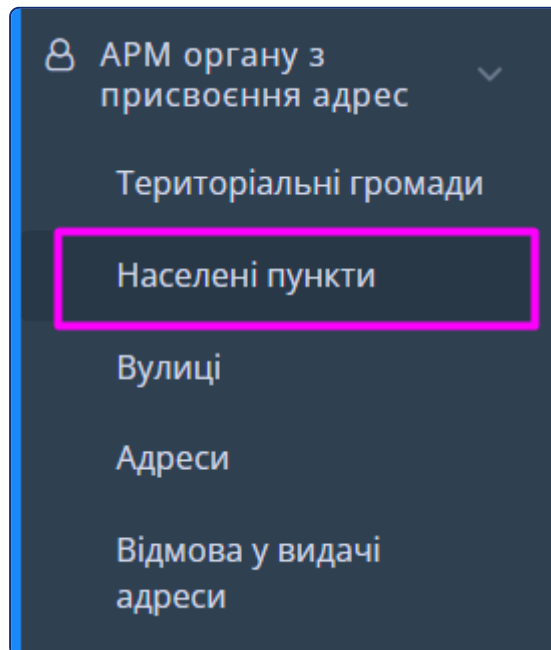 АРМ органу з
присвоєння адрес
Територіальні громади
Населені пункти
Вулиці
Адреси
Відмова у видачі
адреси